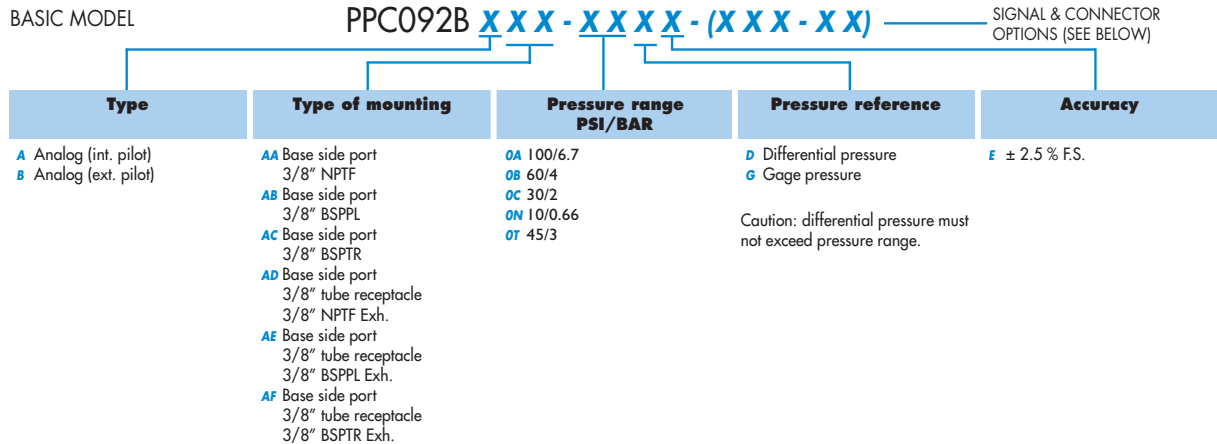 BASIC MODEL
PPC092B X X X - X X X X - (X X X - X X)
SIGNAL & CONNECTOR
OPTIONS (SEE BELOW)
Type
A Analog (int. pilot)
B Analog (ext. pilot)
Type of mounting
AA Base side port
3/8" NPTF
AB Base side port
3/8" BSPPL
AC Base side port
3/8" BSPTR
AD Base side port
3/8" tube receptacle
3/8" NPTF Exh.
AE Base side port
3/8" tube receptacle
3/8" BSPPL Exh.
AF Base side port
3/8" tube receptacle
3/8" BSPTR Exh.
Pressure range
PSI/BAR
0A 100/6.7
0B 60/4
0C 30/2
0N 10/0.66
0T 45/3
Pressure reference
D Differential pressure
G Gage pressure
Caution: differential pressure must
not exceed pressure range.
Accuracy
E ± 2.5 % F.S.